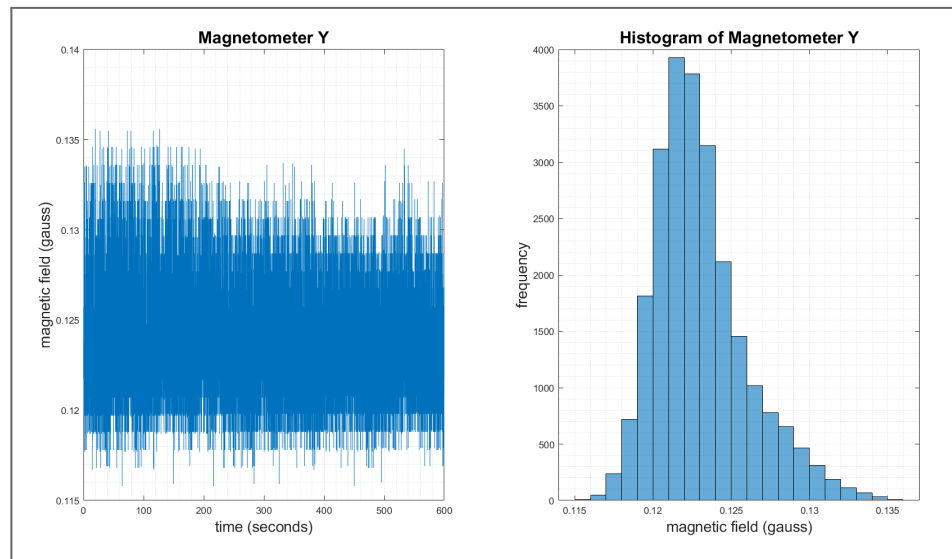 Magnetometer Y
0.14
0.135
0.13
0.125
0.12
0.115
magnetic field (gauss)
0 100 200 300 400 500 600
time (seconds)
Histogram of Magnetometer Y
4000
3500
3000
2500
2000
1500
1000
500
0
frequency
0.115 0.12 0.125 0.13 0.135
magnetic field (gauss)